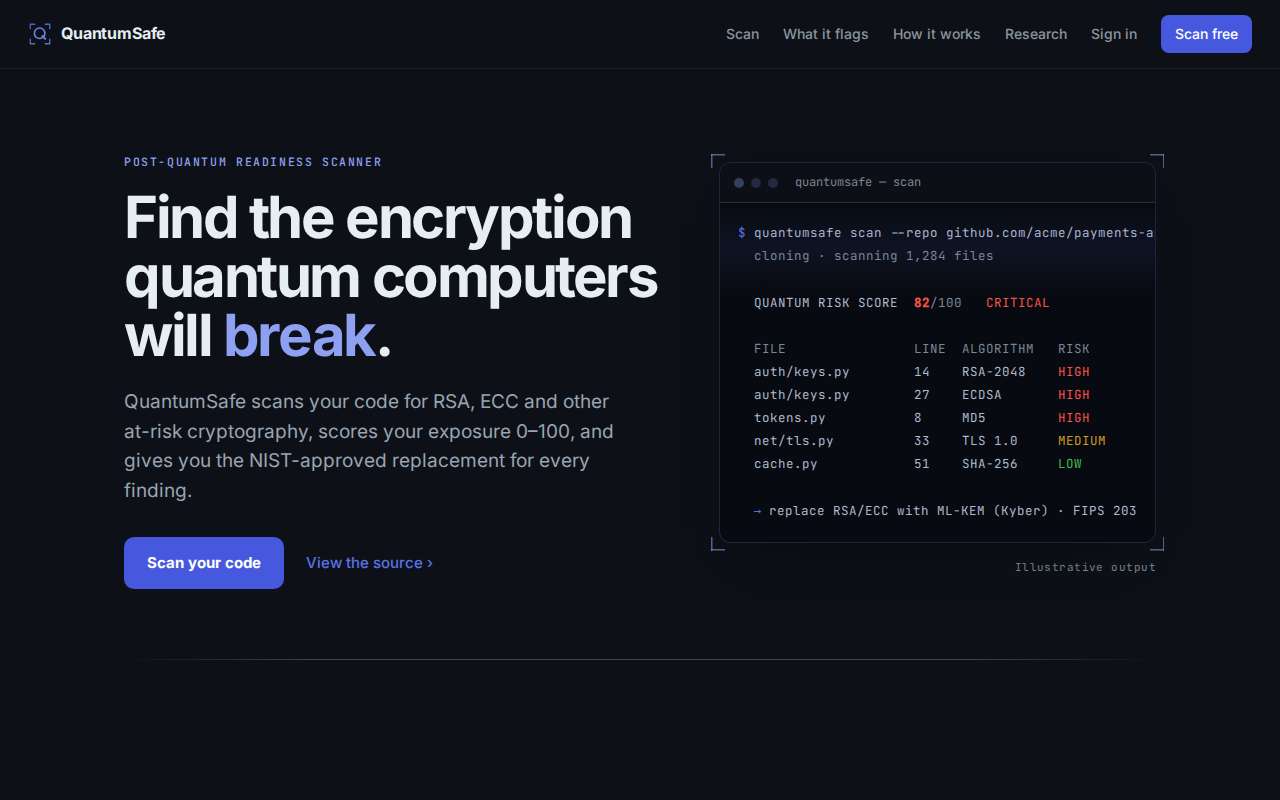 QuantumSafe
Scan What it flags How it works Research Sign in Scan free
POST-QUANTUM READINESS SCANNER
Find the encryption
quantum computers
will break.
QuantumSafe scans your code for RSA, ECC and other
at-risk cryptography, scores your exposure 0–100, and
gives you the NIST-approved replacement for every
finding.
Scan your code View the source ›
quantumsafe — scan
$ quantumsafe scan --repo github.com/acme/payments-a
cloning · scanning 1,284 files
QUANTUM RISK SCORE 82/100 CRITICAL
FILE LINE ALGORITHM RISK
auth/keys.py 14 RSA-2048 HIGH
auth/keys.py 27 ECDSA HIGH
tokens.py 8 MD5 HIGH
net/tls.py 33 TLS 1.0 MEDIUM
cache.py 51 SHA-256 LOW
→ replace RSA/ECC with ML-KEM (Kyber) · FIPS 203
Illustrative output